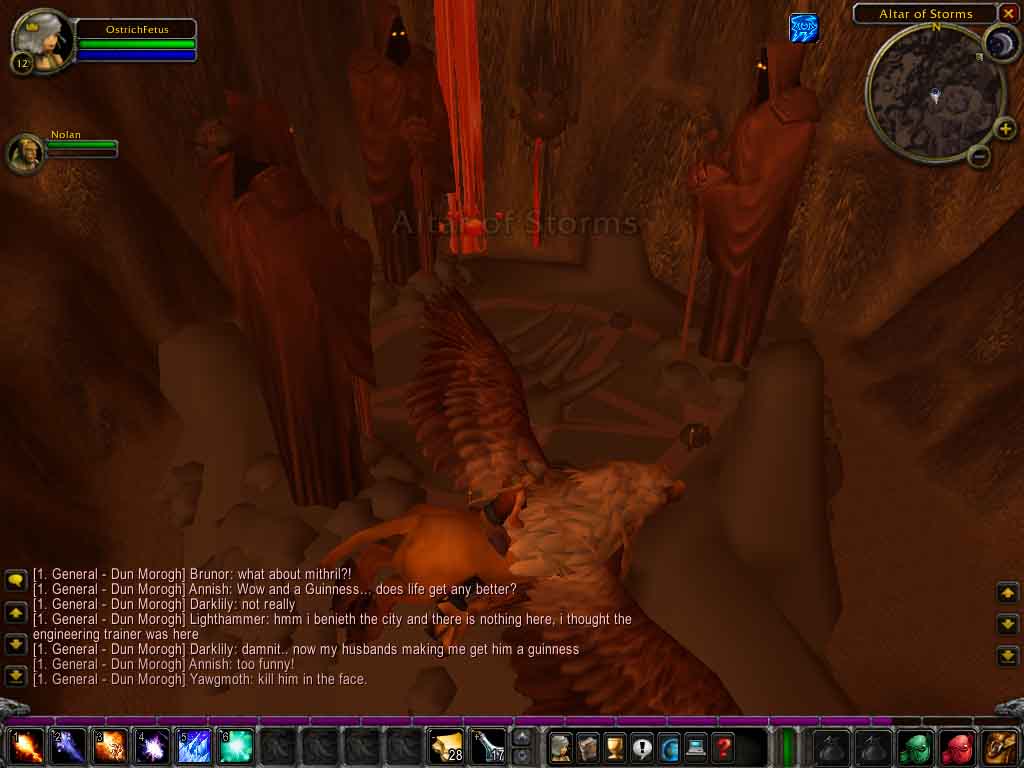 OstrichFetus
12
Nolan
Altar of Storms
N
Altar of Storms
[1. General - Dun Morogh] Brunor: what about mithril?!
[1. General - Dun Morogh] Annish: Wow and a Guinness... does life get any better?
[1. General - Dun Morogh] Darklily: not really
[1. General - Dun Morogh] Lighthammer: hmm i benieth the city and there is nothing here, i thought the
engineering trainer was here
[1. General - Dun Morogh] Darklily: damnit.. now my husbands making me get him a guinness
[1. General - Dun Morogh] Annish: too funny!
[1. General - Dun Morogh] Yawgmoth: kill him in the face.
1 2 3 4 5 6 28 17